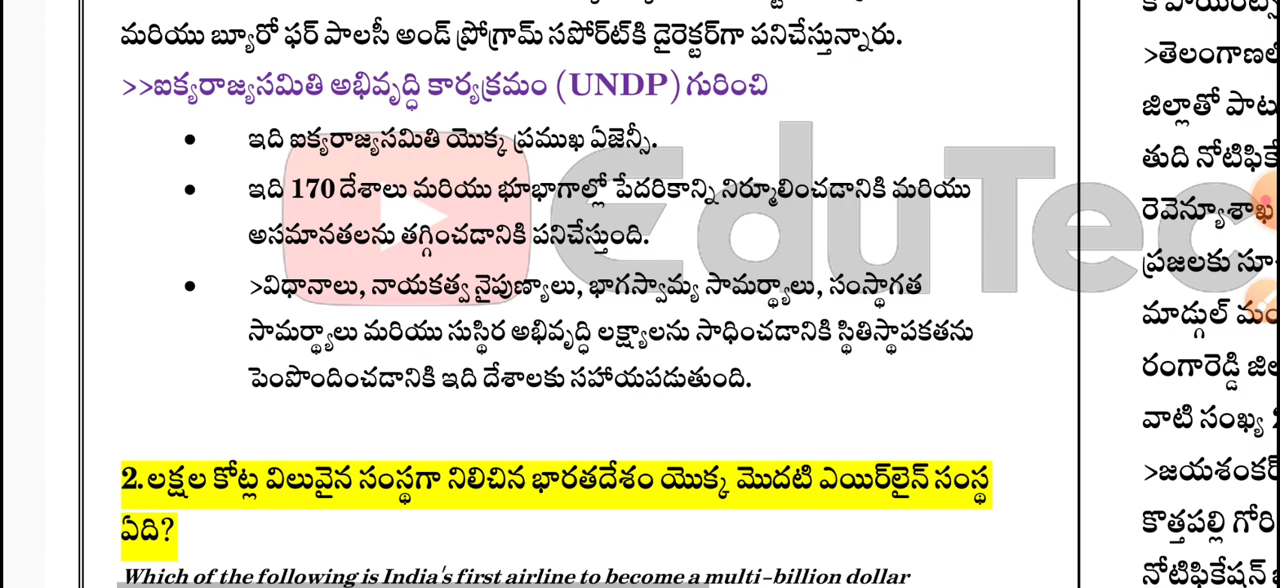 మరియు బ్యూరో ఫర్ పాలసీ అండ్ ప్రోగ్రామ్ సపోర్ట్‌కి డైరెక్టర్‌గా పనిచేస్తున్నారు.
>>ఐక్యరాజ్యసమితి అభివృద్ధి కార్యక్రమం (UNDP) గురించి
• ఇది ఐక్యరాజ్యసమితి యొక్క ప్రముఖ ఏజెన్సీ.
• ఇది 170 దేశాలు మరియు భూభాగాల్లో పేదరికాన్ని నిర్మూలించడానికి మరియు
అసమానతలను తగ్గించడానికి పనిచేస్తుంది.
• >విధానాలు, నాయకత్వ నైపుణ్యాలు, భాగస్వామ్య సామర్థ్యాలు, సంస్థాగత
సామర్థ్యాలు మరియు సుస్థిర అభివృద్ధి లక్ష్యాలను సాధించడానికి స్థితిస్థాపకతను
పెంపొందించడానికి ఇది దేశాలకు సహాయపడుతుంది.
2. లక్షల కోట్ల విలువైన సంస్థగా నిలిచిన భారతదేశం యొక్క మొదటి ఎయిర్‌లైన్ సంస్థ
ఏది?
Which of the following is India's first airline to become a multi-billion dollar
EduTec
>తెలంగాణల
జిల్లాతో పాటు
తుది నోటిఫికే
రెవెన్యూశాఖ
ప్రజలకు సూ
మాడ్గుల్ మం
రంగారెడ్డి జిల
వాటి సంఖ్య
>జయశంకర్
కొత్తపల్లి గోరి
నోటిఫికేషన్